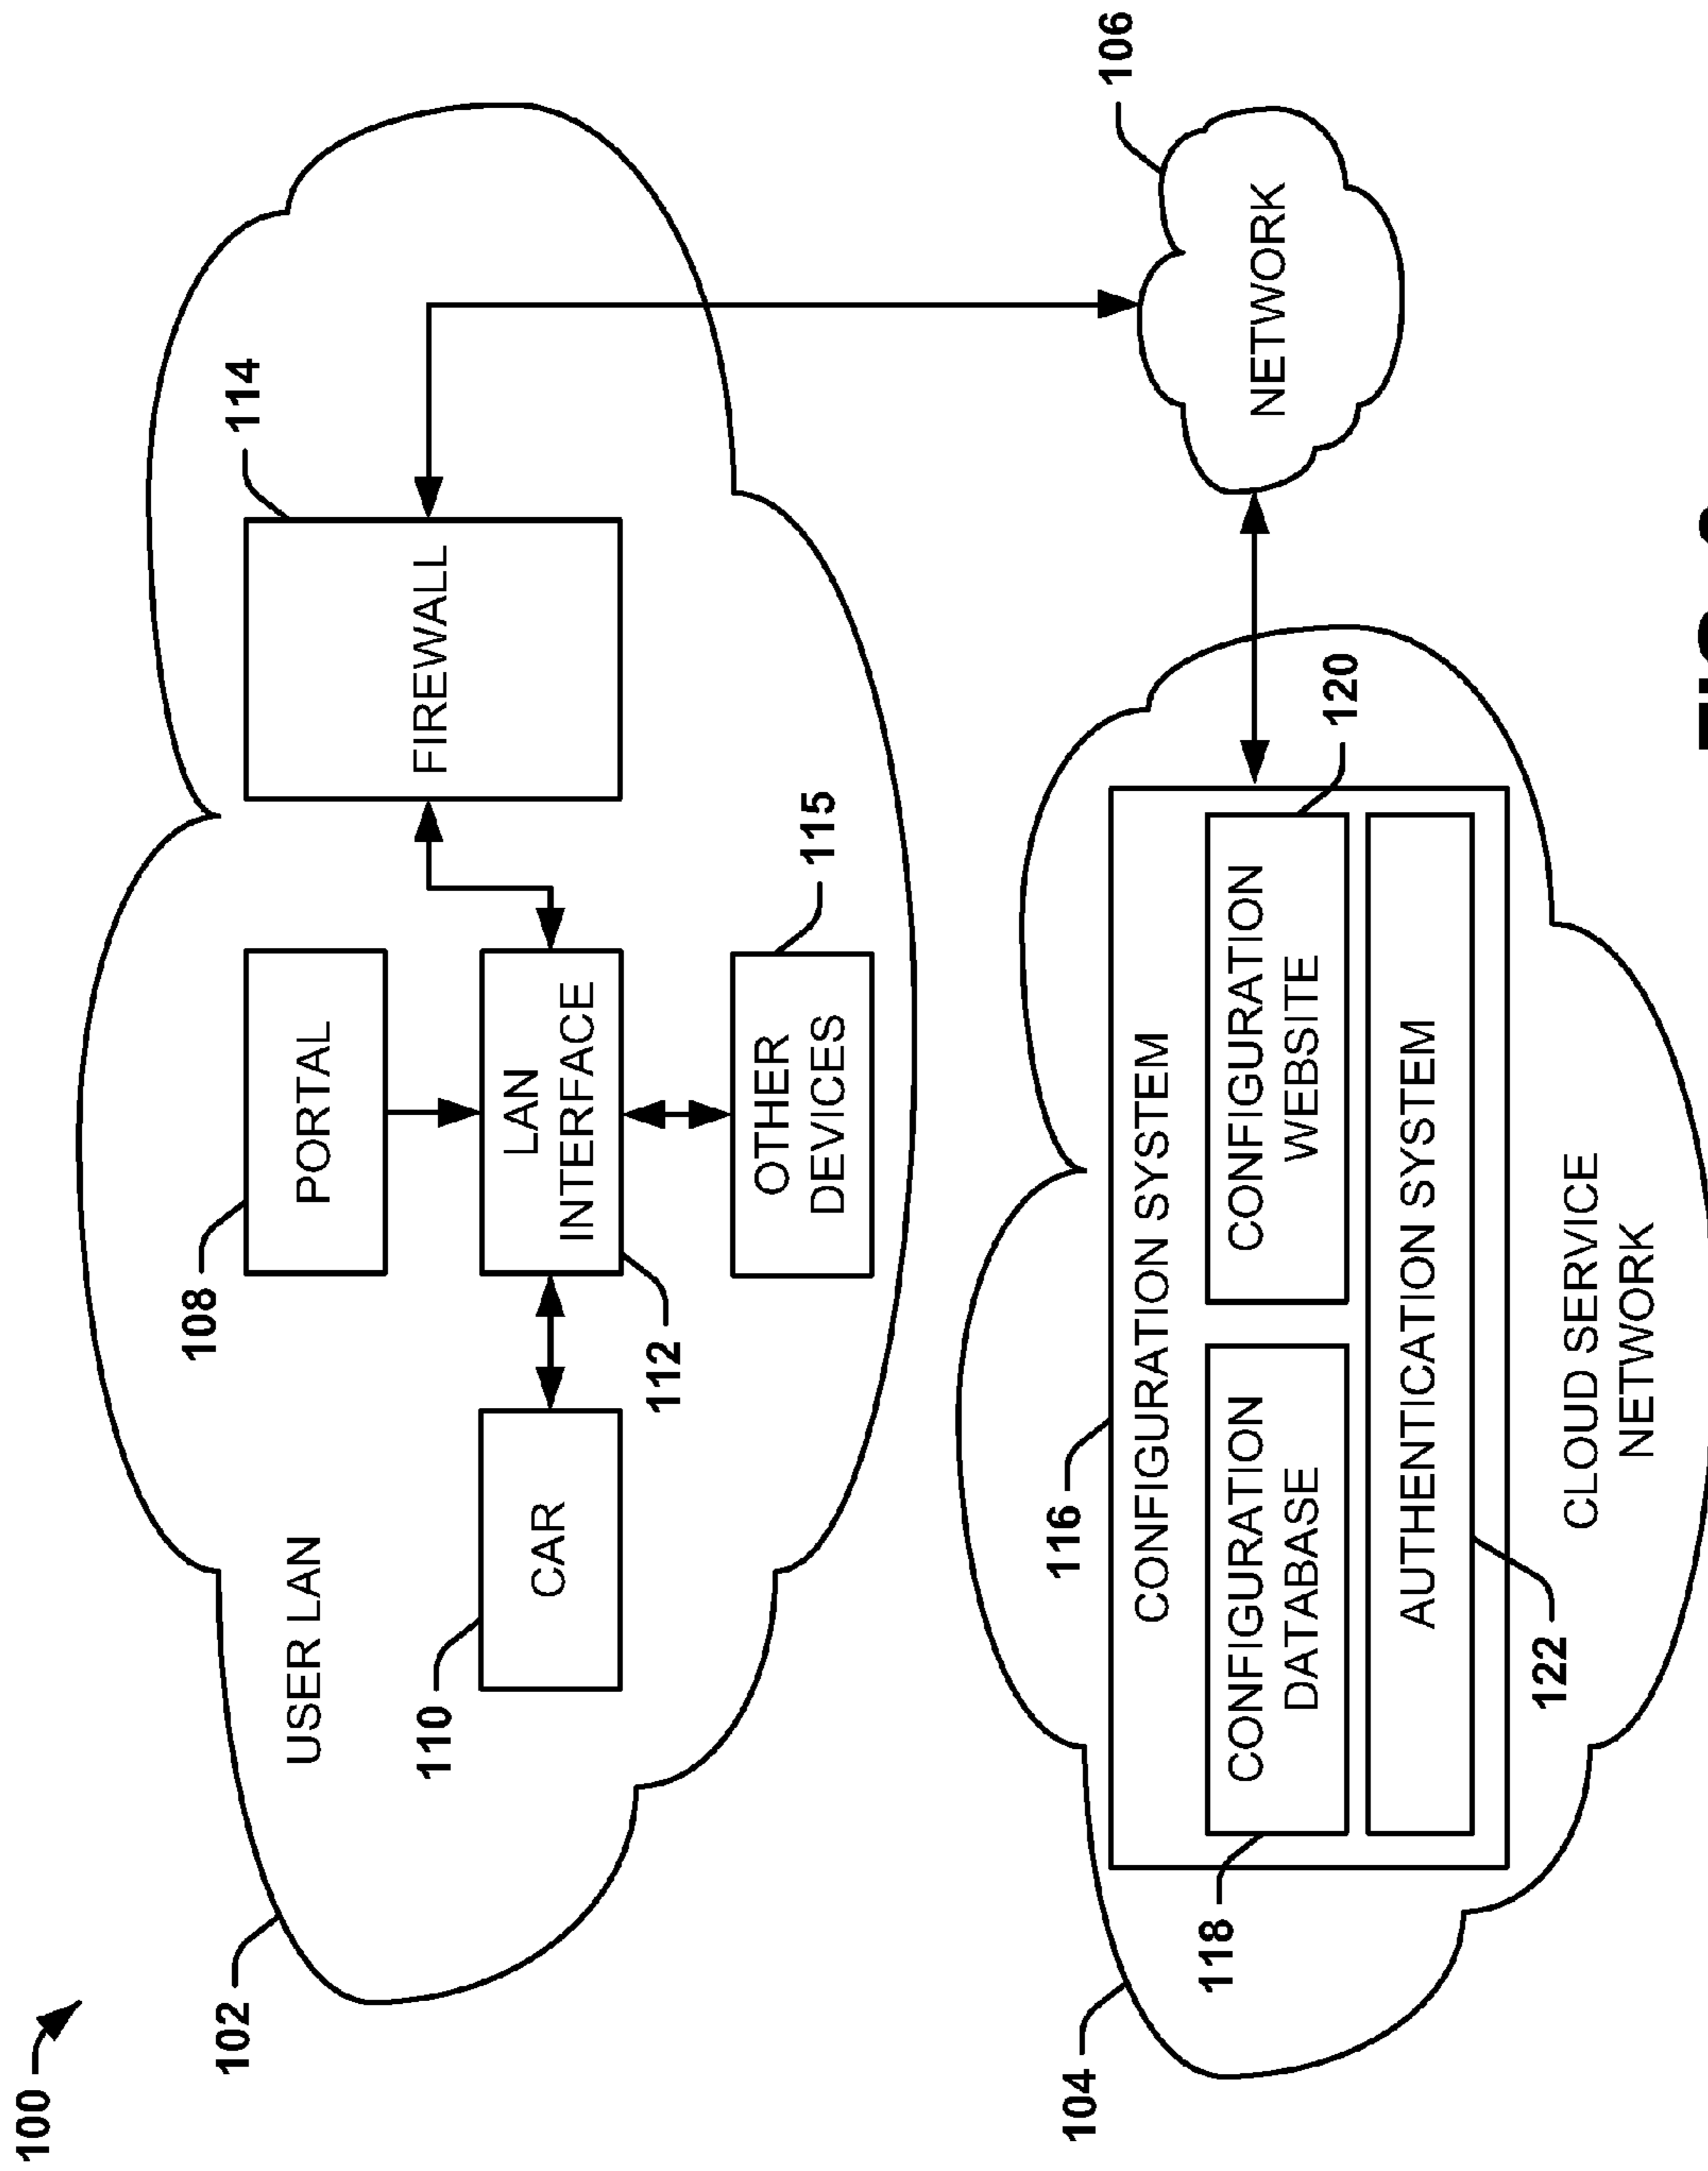 100
102
USER LAN
108
PORTAL
114
FIREWALL
110
CAR
LAN
INTERFACE
112
OTHER
DEVICES
115
104
116
CONFIGURATION SYSTEM
118
CONFIGURATION
DATABASE
CONFIGURATION
WEBSITE
120
AUTHENTICATION SYSTEM
122
CLOUD SERVICE
NETWORK
106
NETWORK